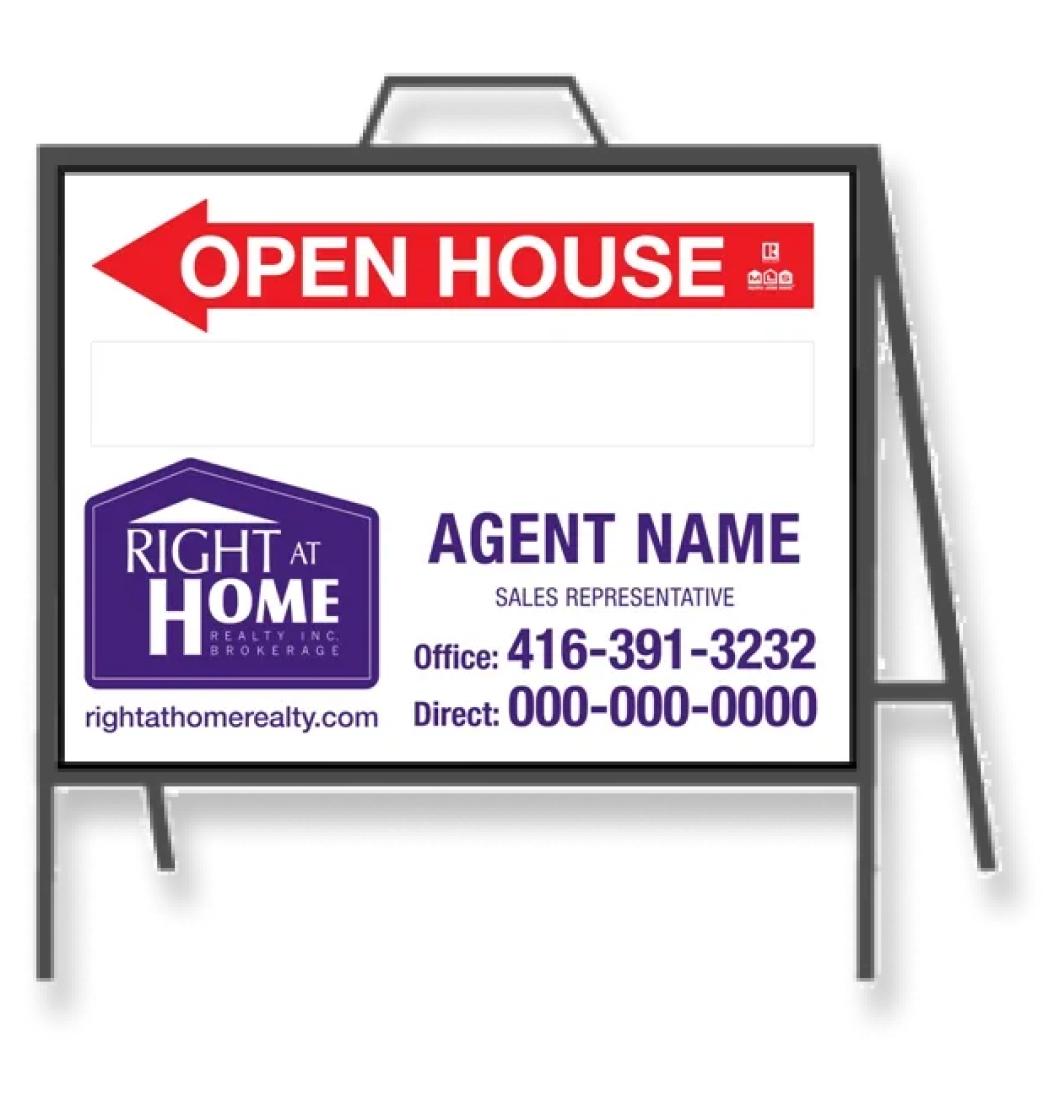 OPEN HOUSE
R
MLS
RIGHT AT
HOME
REALTY INC.
BROKERAGE
rightathomerealty.com
AGENT NAME
SALES REPRESENTATIVE
Office: 416-391-3232
Direct: 000-000-0000